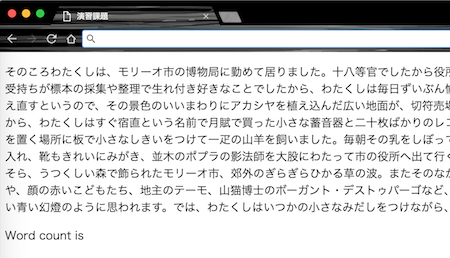 演習課題
そのころわたくしは、モリーオ市の博物局に勤めて居りました。十八等官でしたから役所
受持ちが標本の採集や整理で生れ付き好きなことでしたから、わたくしは毎日ずいぶん愉
え直すというので、その景色のいいまわりにアカシヤを植え込んだ広い地面が、切符売場
から、わたくしはすぐ宿直という名前で月賦で買った小さな蓄音器と二十枚ばかりのレコ
を置く場所に板で小さなしきいをつけて一疋の山羊を飼いました。毎朝その乳をしぼって
入れ、靴もきれいにみがき、並木のポプラの影法師を大股にわたって市の役所へ出て行く
そら、うつくしい森で飾られたモリーオ市、郊外のぎらぎらひかる草の波。またそのなか
や、顔の赤いこどもたち、地主のテーモ、山猫博士のボーガント・デストゥパーゴなど、
い青い幻燈のように思われます。では、わたくしはいつかの小さなみだしをつけながら、
Word count is